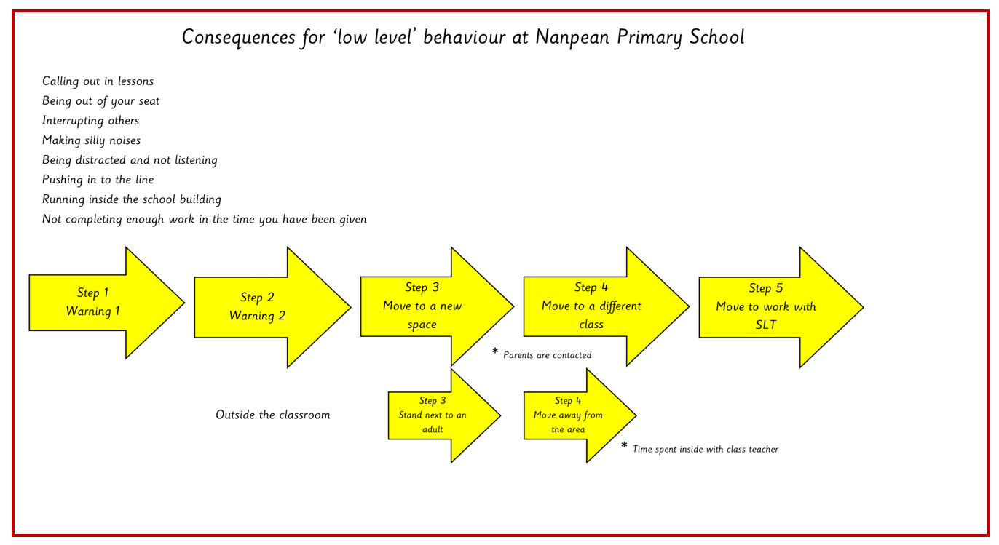 Consequences for ‘low level’ behaviour at Nanpean Primary School
Calling out in lessons
Being out of your seat
Interrupting others
Making silly noises
Being distracted and not listening
Pushing in to the line
Running inside the school building
Not completing enough work in the time you have been given
Step 1
Warning 1
Step 2
Warning 2
Step 3
Move to a new
space
Step 4
Move to a different
class
Step 5
Move to work with
SLT
* Parents are contacted
Outside the classroom
Step 3
Stand next to an
adult
Step 4
Move away from
the area
* Time spent inside with class teacher